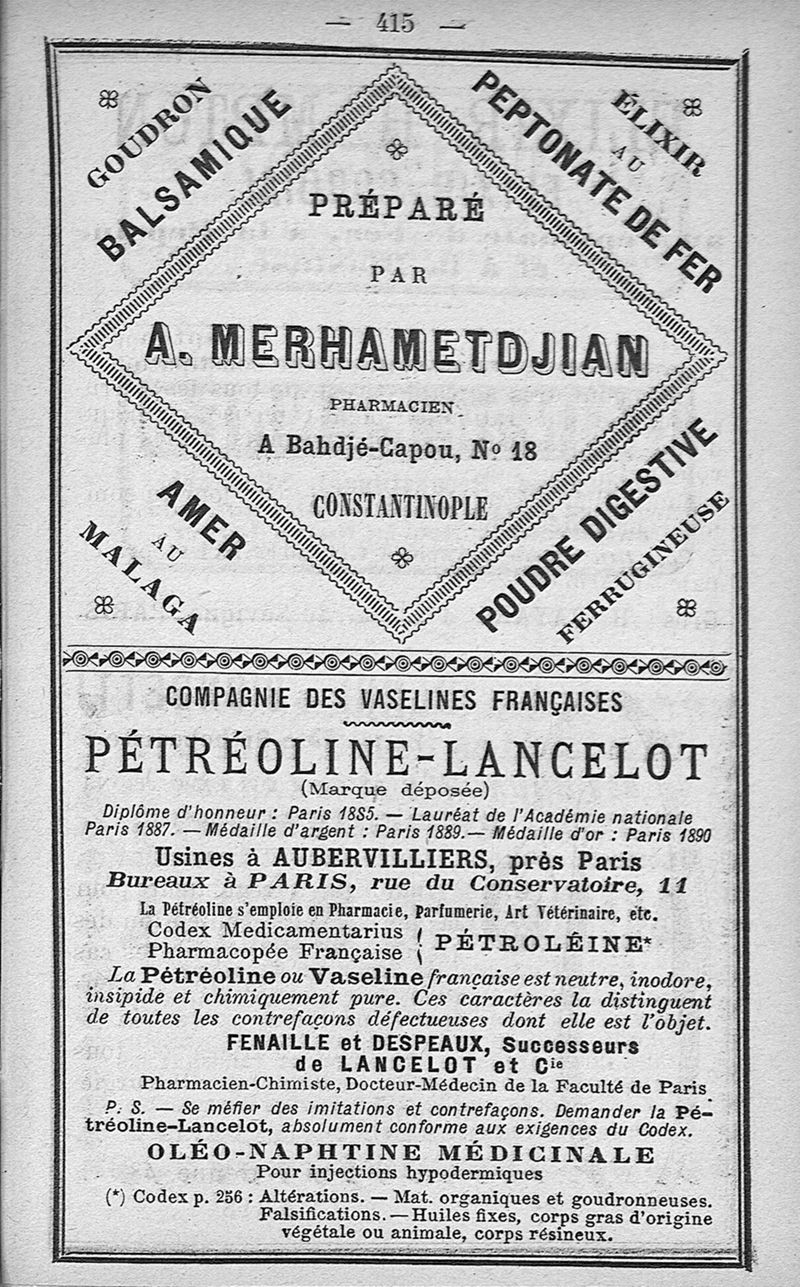 — 415 —
GOUDRON
BALSAMIQUE
ÉLIXIR
AU
PEPTONATE DE FER
PRÉPARÉ
PAR
A. MERHAMETDJIAN
PHARMACIEN
A Bahdjé-Capou, No 18
CONSTANTINOPLE
AMER
AU
MALAGA
POUDRE DIGESTIVE
FERRUGINEUSE
COMPAGNIE DES VASELINES FRANÇAISES
PÉTRÉOLINE-LANCELOT
(Marque déposée)
Diplôme d'honneur : Paris 18S5. — Lauréat de l'Académie nationale
Paris 1887. — Médaille d'argent : Paris 1889. — Médaille d'or : Paris 1890
Usines à AUBERVILLIERS, près Paris
Bureaux à PARIS, rue du Conservatoire, 11
La Pétréoline s'emploie en Pharmacie, Parfumerie, Art Vétérinaire, etc.
Codex Medicamentarius
Pharmacopée Française
PÉTROLÉINE*
La Pétréoline ou Vaseline française est neutre, inodore,
insipide et chimiquement pure. Ces caractères la distinguent
de toutes les contrefaçons défectueuses dont elle est l'objet.
FENAILLE et DESPEAUX, Successeurs
de LANCELOT et Cie
Pharmacien-Chimiste, Docteur-Médecin de la Faculté de Paris
P. S. — Se méfier des imitations et contrefaçons. Demander la Pé-
tréoline-Lancelot, absolument conforme aux exigences du Codex.
OLÉO-NAPHTINE MÉDICINALE
Pour injections hypodermiques
(*) Codex p. 256 : Altérations. — Mat. organiques et goudronneuses.
Falsifications. — Huiles fixes, corps gras d'origine
végétale ou animale, corps résineux.